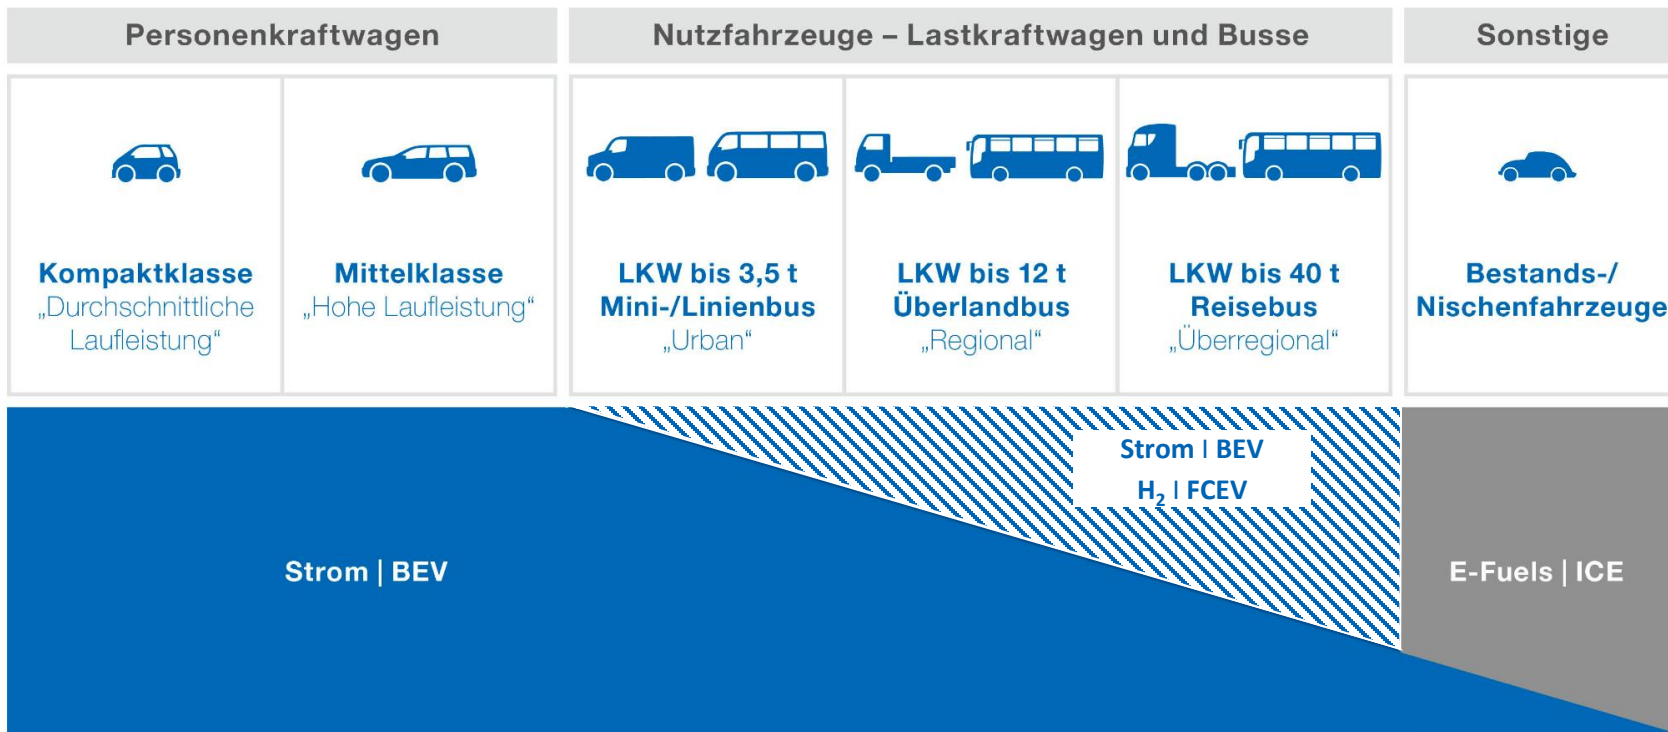 Personenkraftwagen
Nutzfahrzeuge – Lastkraftwagen und Busse
Sonstige
Kompaktklasse
„Durchschnittliche
Laufleistung“
Mittelklasse
„Hohe Laufleistung“
LKW bis 3,5 t
Mini-/Linienbus
„Urban“
LKW bis 12 t
Überlandbus
„Regional“
LKW bis 40 t
Reisebus
„Überregional“
Bestands-/
Nischenfahrzeuge
Strom | BEV
H₂ | FCEV
Strom | BEV
E-Fuels | ICE